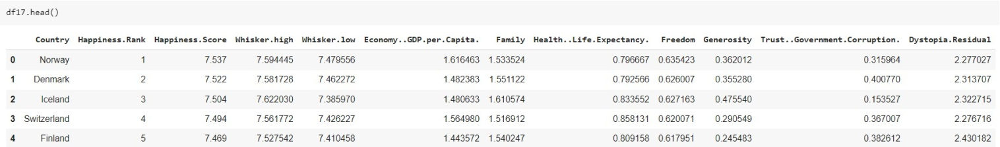 df17.head()
Country Happiness.Rank Happiness.Score Whisker.high Whisker.low Economy..GDP.per.Capita. Family Health..Life.Expectancy. Freedom Generosity Trust..Government.Corruption. Dystopia.Residual
0 Norway 1 7.537 7.594445 7.479556 1.616463 1.533524 0.796667 0.635423 0.362012 0.315964 2.277027
1 Denmark 2 7.522 7.581728 7.462272 1.482383 1.551122 0.792566 0.626007 0.355280 0.400770 2.313707
2 Iceland 3 7.504 7.622030 7.385970 1.480633 1.610574 0.833552 0.627163 0.475540 0.153527 2.322715
3 Switzerland 4 7.494 7.561772 7.426227 1.564980 1.516912 0.858131 0.620071 0.290549 0.367007 2.276716
4 Finland 5 7.469 7.527542 7.410458 1.443572 1.540247 0.809158 0.617951 0.245483 0.382612 2.430182